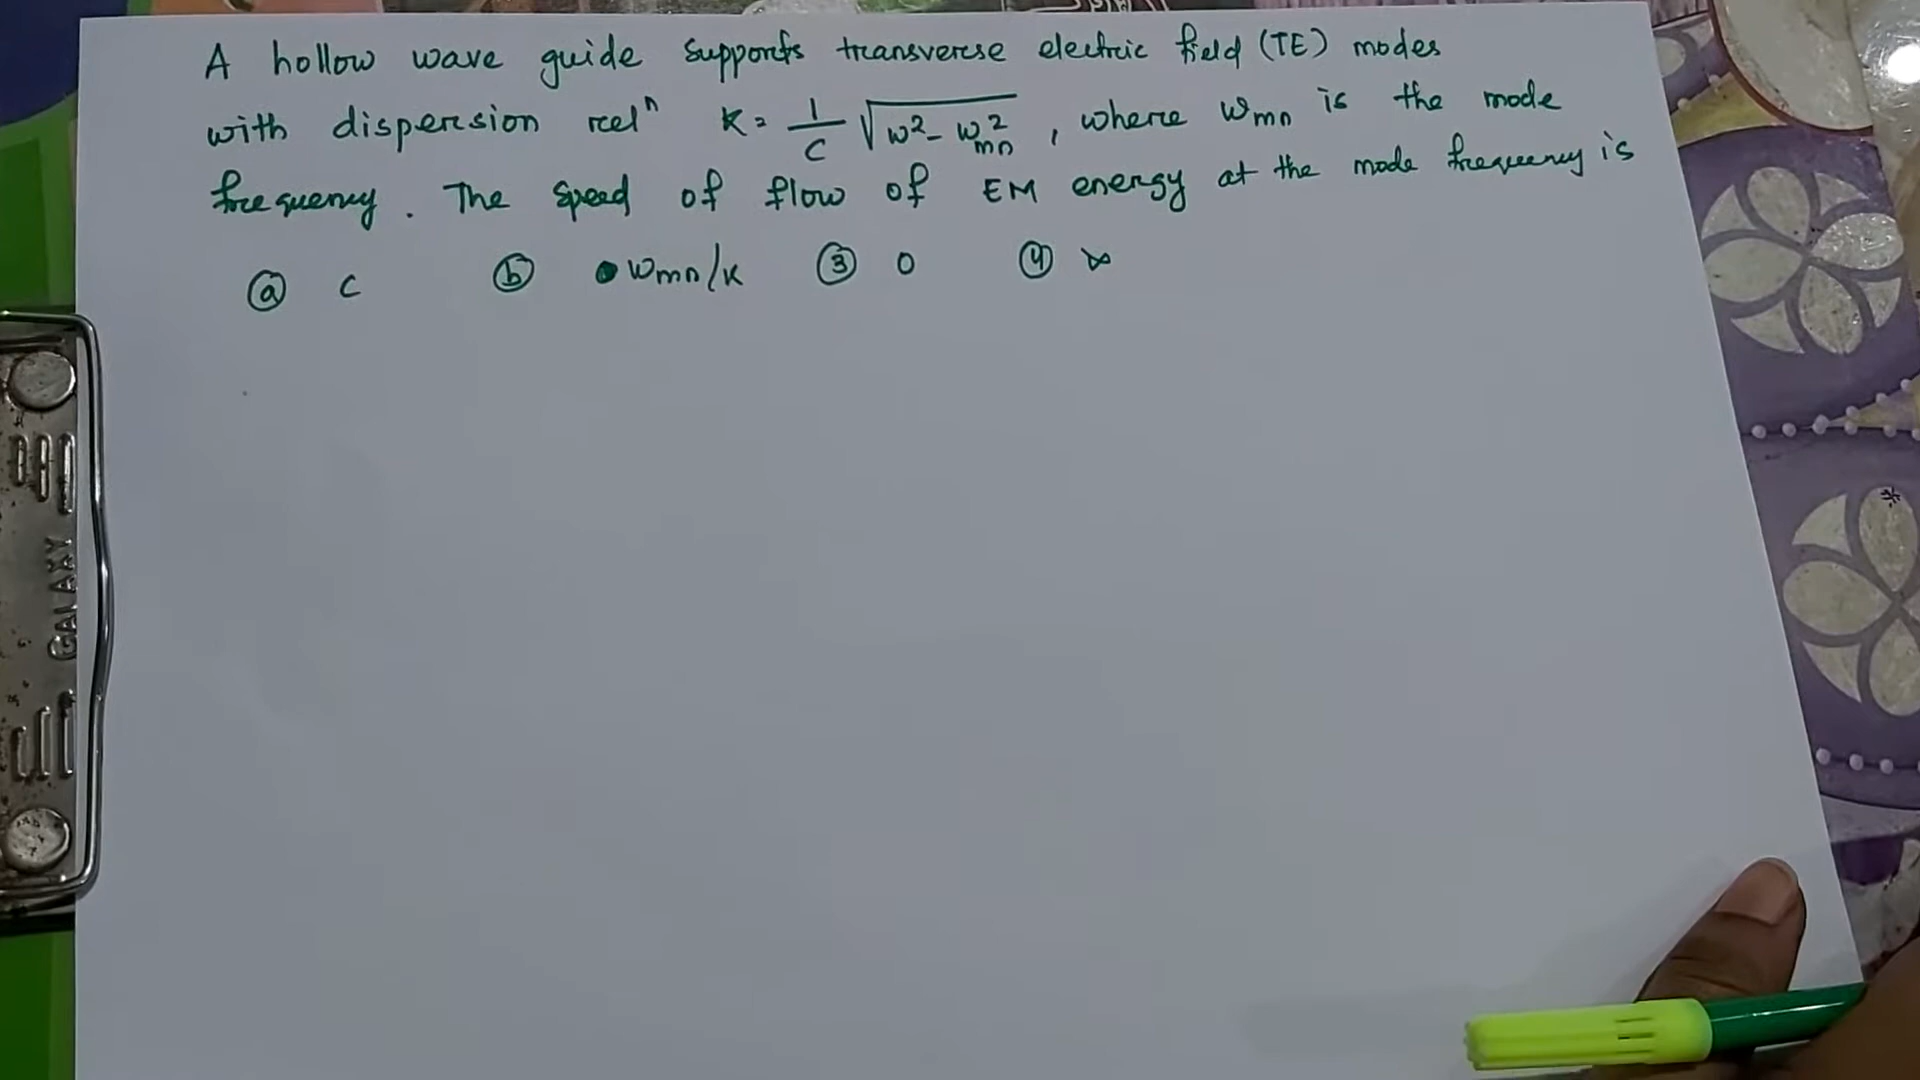 A hollow wave guide supports transverse electric field (TE) modes
with dispersion relⁿ K = 1/C √(ω² - ω²mn), where ωmn is the mode
frequency. The speed of flow of EM energy at the mode frequency is
ⓐ C ⓑ ωmn/K ③ 0 ④ ∞
GALAXY